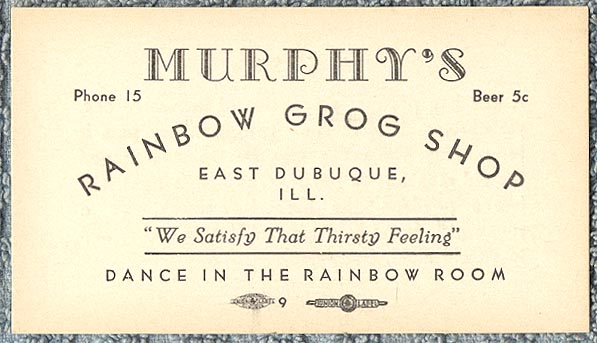 MURPHY'S
Phone 15 Beer 5c
RAINBOW GROG SHOP
EAST DUBUQUE,
ILL.
"We Satisfy That Thirsty Feeling"
DANCE IN THE RAINBOW ROOM
9